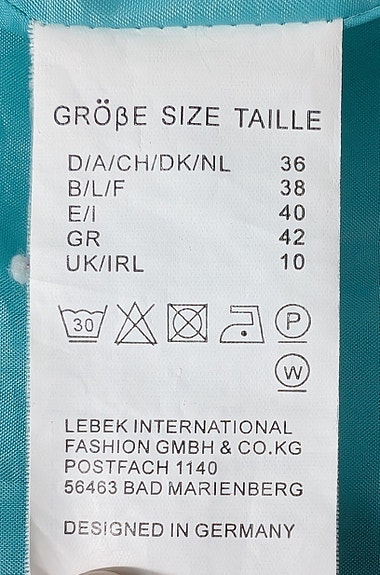 GRÖβE SIZE TAILLE
D/A/CH/DK/NL 36
B/L/F 38
E/I 40
GR 42
UK/IRL 10
30 P
W
LEBEK INTERNATIONAL
FASHION GMBH & CO.KG
POSTFACH 1140
56463 BAD MARIENBERG
DESIGNED IN GERMANY